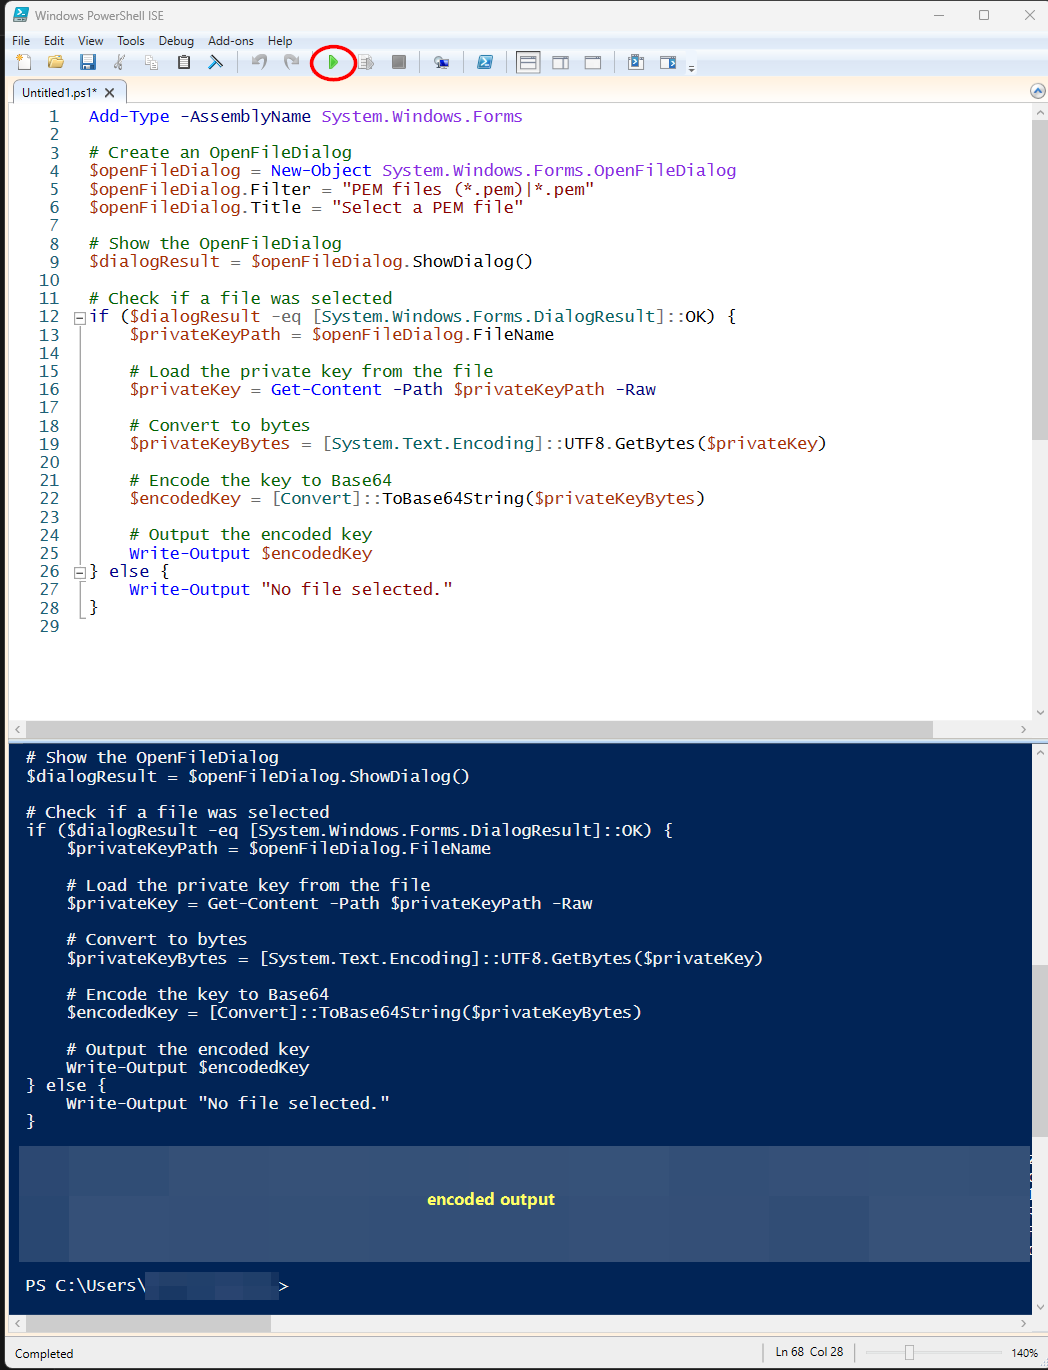 Windows PowerShell ISE
File Edit View Tools Debug Add-ons Help
Untitled1.ps1*
1 Add-Type -AssemblyName System.Windows.Forms
2
3 # Create an OpenFileDialog
4 $openFileDialog = New-Object System.Windows.Forms.OpenFileDialog
5 $openFileDialog.Filter = "PEM files (*.pem)|*.pem"
6 $openFileDialog.Title = "Select a PEM file"
7
8 # Show the OpenFileDialog
9 $dialogResult = $openFileDialog.ShowDialog()
10
11 # Check if a file was selected
12 if ($dialogResult -eq [System.Windows.Forms.DialogResult]::OK) {
13 $privateKeyPath = $openFileDialog.FileName
14
15 # Load the private key from the file
16 $privateKey = Get-Content -Path $privateKeyPath -Raw
17
18 # Convert to bytes
19 $privateKeyBytes = [System.Text.Encoding]::UTF8.GetBytes($privateKey)
20
21 # Encode the key to Base64
22 $encodedKey = [Convert]::ToBase64String($privateKeyBytes)
23
24 # Output the encoded key
25 Write-Output $encodedKey
26 } else {
27 Write-Output "No file selected."
28 }
29
# Show the OpenFileDialog
$dialogResult = $openFileDialog.ShowDialog()
# Check if a file was selected
if ($dialogResult -eq [System.Windows.Forms.DialogResult]::OK) {
$privateKeyPath = $openFileDialog.FileName
# Load the private key from the file
$privateKey = Get-Content -Path $privateKeyPath -Raw
# Convert to bytes
$privateKeyBytes = [System.Text.Encoding]::UTF8.GetBytes($privateKey)
# Encode the key to Base64
$encodedKey = [Convert]::ToBase64String($privateKeyBytes)
# Output the encoded key
Write-Output $encodedKey
} else {
Write-Output "No file selected."
}
encoded output
PS C:\Users\ >
Completed Ln 68 Col 28 140%